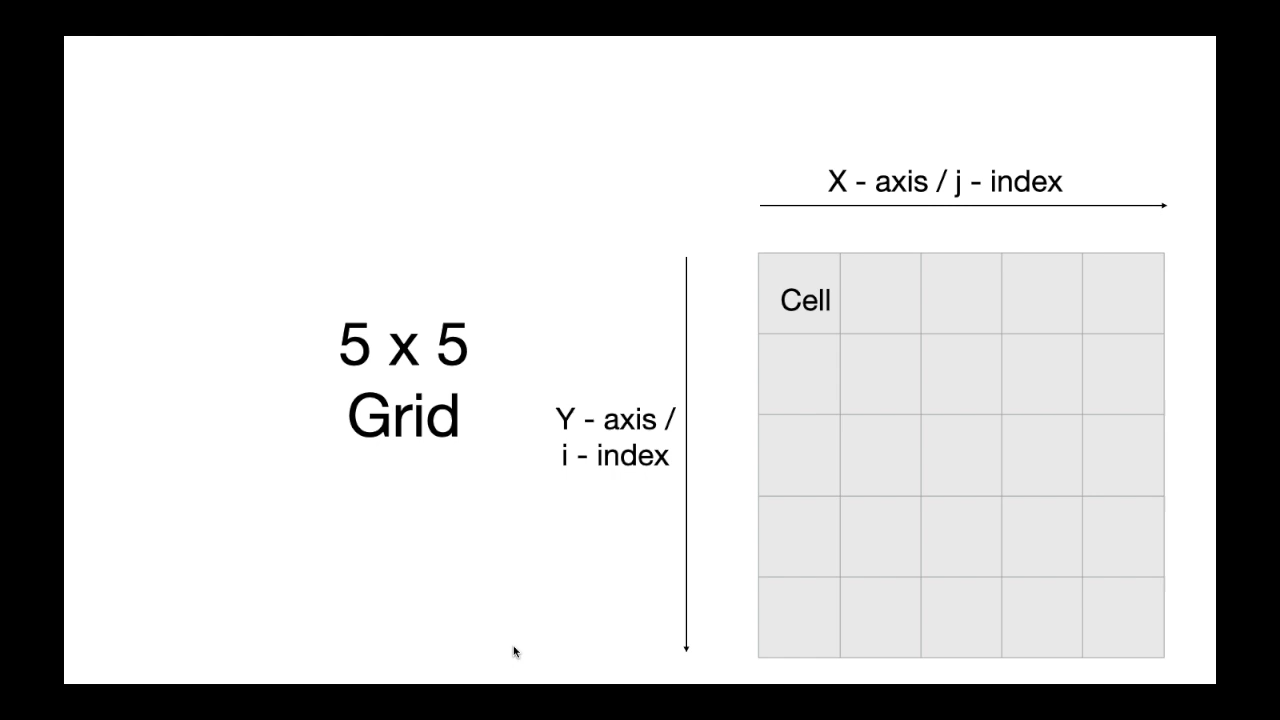 X - axis / j - index
Cell
5 x 5
Grid
Y - axis /
i - index